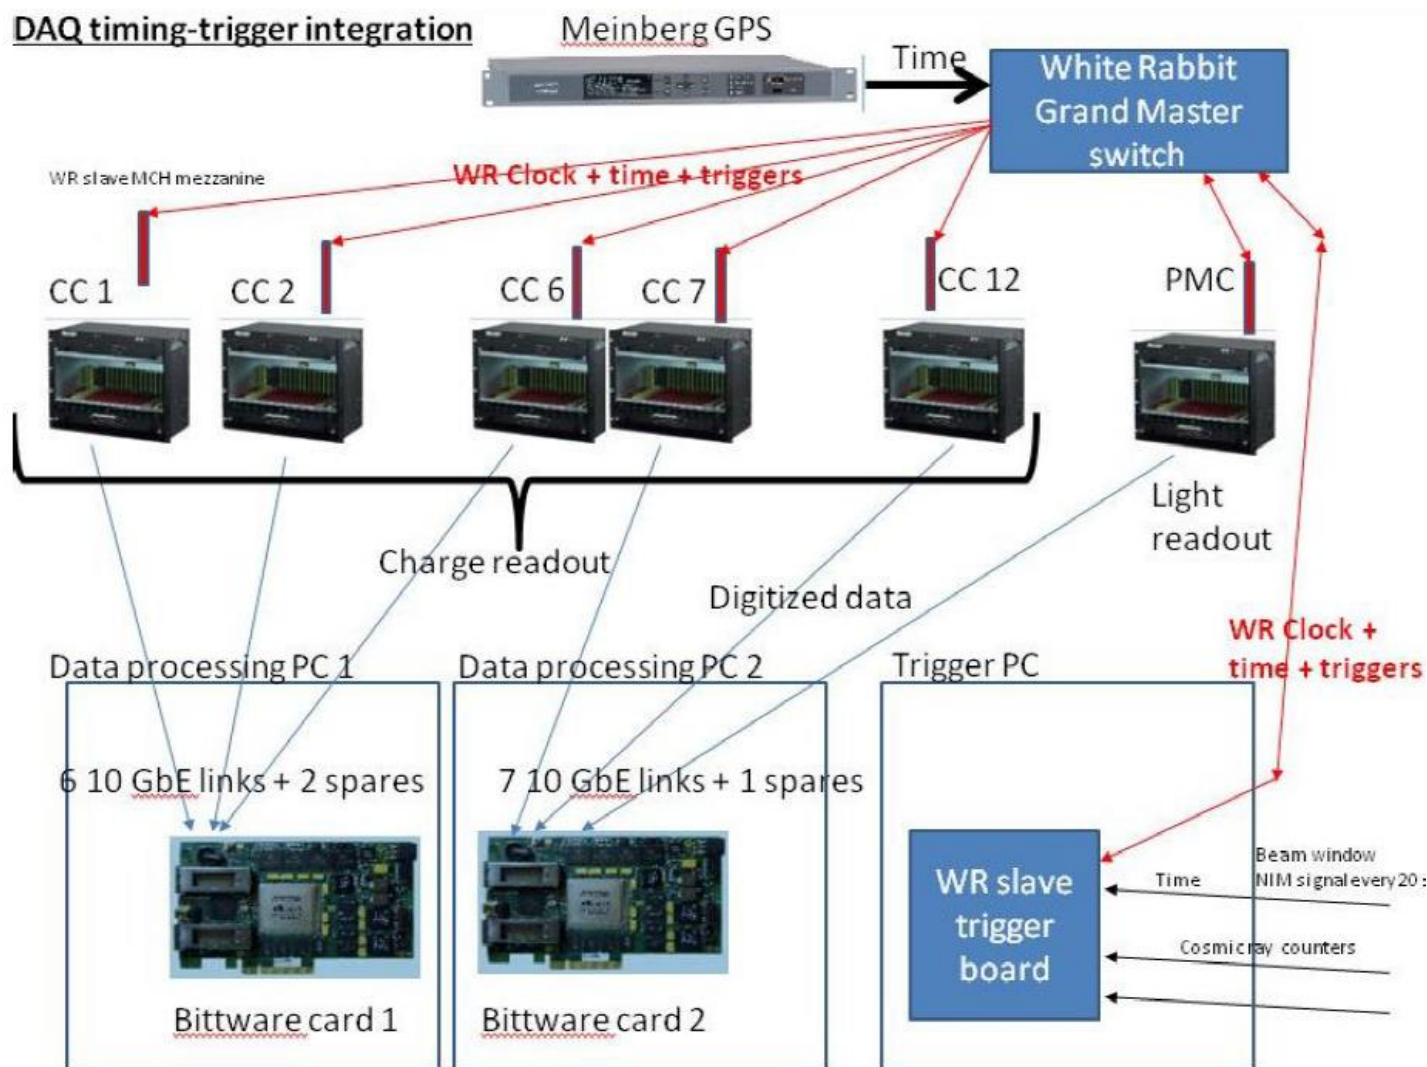 DAQ timing-trigger integration
Meinberg GPS
Time
White Rabbit
Grand Master
switch
WR slave MCH mezzanine
WR Clock + time + triggers
CC 1
CC 2
CC 6
CC 7
CC 12
PMC
Light
readout
Charge readout
Digitized data
WR Clock +
time + triggers
Data processing PC 1
Data processing PC 2
Trigger PC
6 10 GbE links + 2 spares
7 10 GbE links + 1 spares
WR slave
trigger
board
Time
Beam window
NIM signal every 20
Cosmic ray counters
Bittware card 1
Bittware card 2